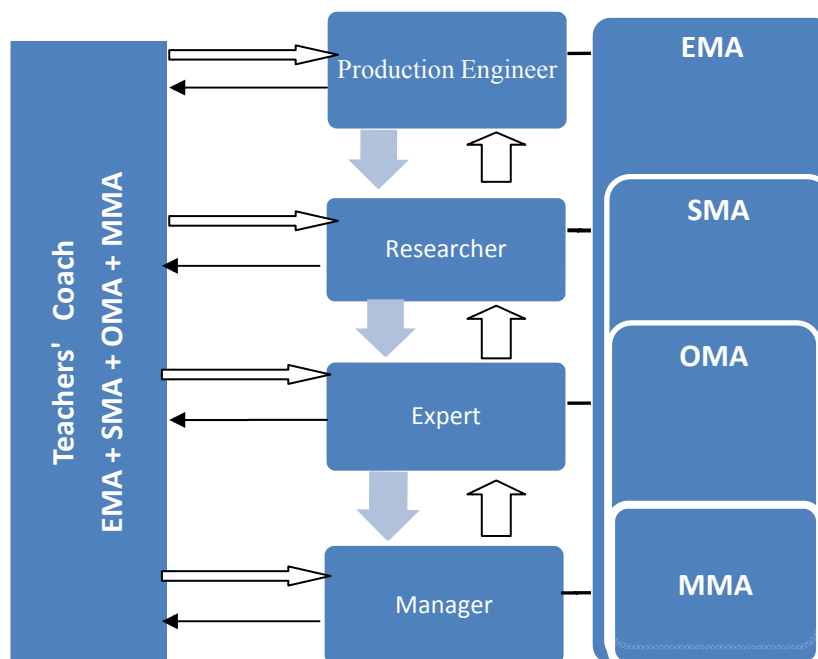 Teachers' Coach
EMA + SMA + OMA + MMA
Production Engineer
EMA
Researcher
SMA
Expert
OMA
Manager
MMA